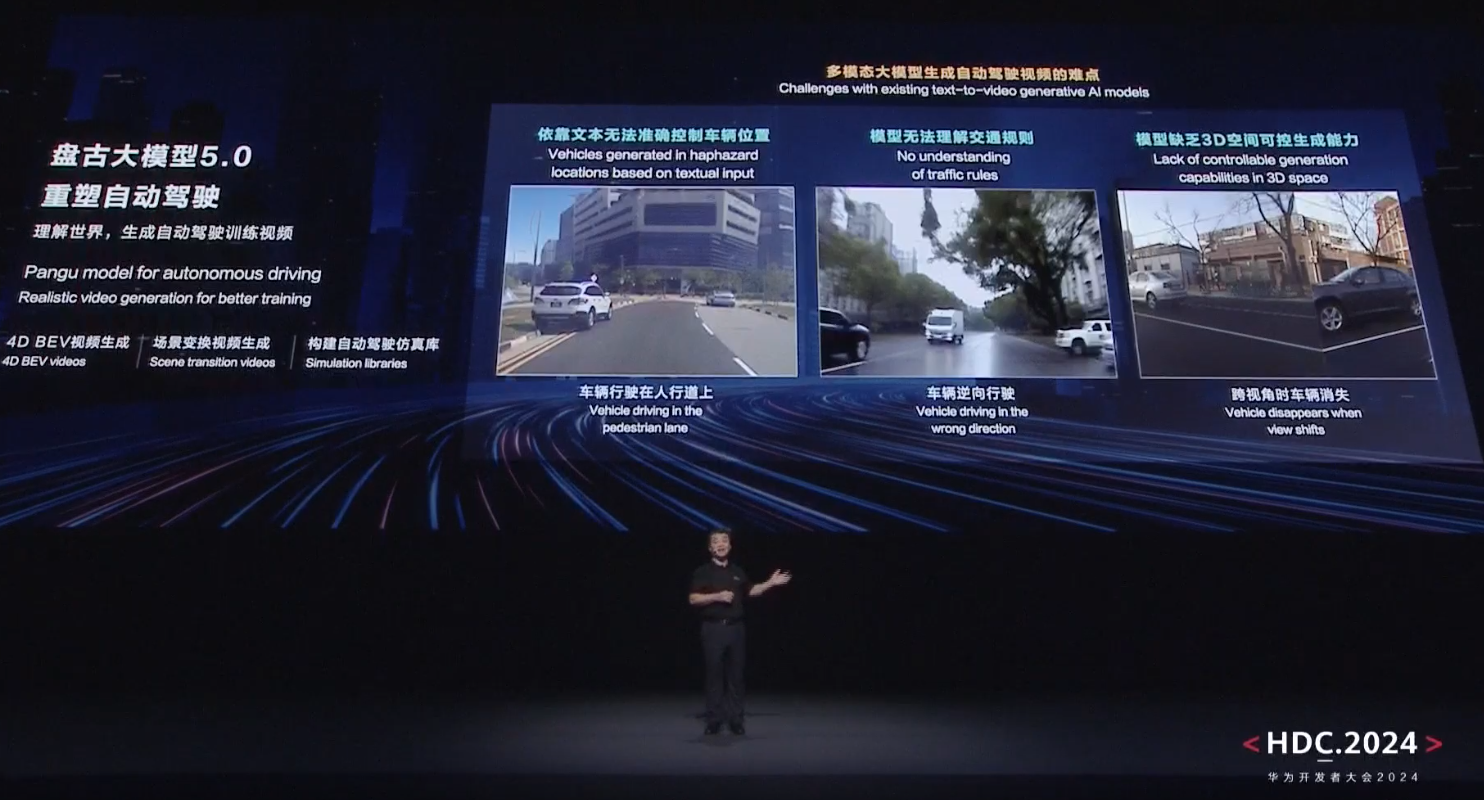 盘古大模型5.0
重塑自动驾驶
理解世界，生成自动驾驶训练视频
Pangu model for autonomous driving
Realistic video generation for better training
4D BEV视频生成
4D BEV videos
场景变换视频生成
Scene transition videos
构建自动驾驶仿真库
Simulation libraries
多模态大模型生成自动驾驶视频的难点
Challenges with existing text-to-video generative AI models
依靠文本无法准确控制车辆位置
Vehicles generated in haphazard
locations based on textual input
车辆行驶在人行道上
Vehicle driving in the
pedestrian lane
模型无法理解交通规则
No understanding
of traffic rules
车辆逆向行驶
Vehicle driving in the
wrong direction
模型缺乏3D空间可控生成能力
Lack of controllable generation
capabilities in 3D space
跨视角时车辆消失
Vehicle disappears when
view shifts
<HDC.2024>
华为开发者大会2024